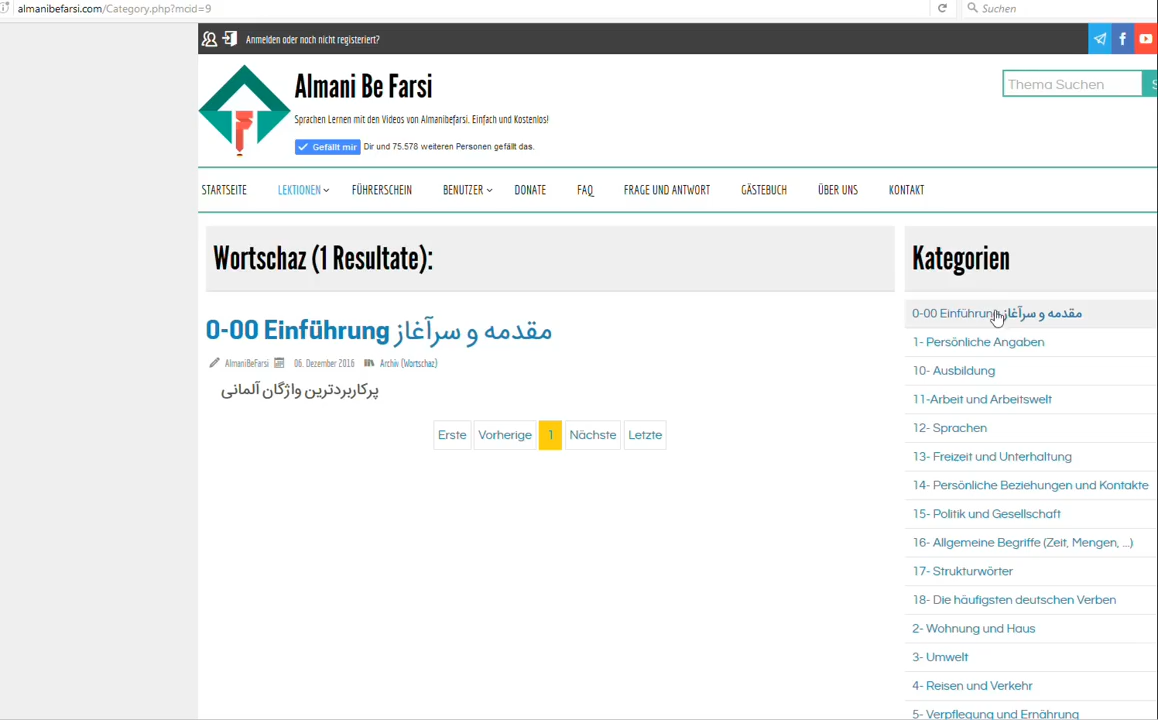 almanibefarsi.com/Category.php?mcid=9
Suchen
Anmelden oder noch nicht registeriert?
Almani Be Farsi
Sprachen Lernen mit den Videos von Almanibefarsi. Einfach und Kostenlos!
Gefällt mir Dir und 75.578 weiteren Personen gefällt das.
Thema Suchen
STARTSEITE LEKTIONEN FÜHRERSCHEIN BENUTZER DONATE FAQ FRAGE UND ANTWORT GÄSTEBUCH ÜBER UNS KONTAKT
Wortschaz (1 Resultate):
0-00 Einführung مقدمه و سرآغاز
AlmaniBeFarsi 06. Dezember 2016 Archiv (Wortschaz)
پرکاربردترین واژگان آلمانی
Erste Vorherige 1 Nächste Letzte
Kategorien
0-00 Einführung مقدمه و سرآغاز
1- Persönliche Angaben
10- Ausbildung
11-Arbeit und Arbeitswelt
12- Sprachen
13- Freizeit und Unterhaltung
14- Persönliche Beziehungen und Kontakte
15- Politik und Gesellschaft
16- Allgemeine Begriffe (Zeit, Mengen, ...)
17- Strukturwörter
18- Die häufigsten deutschen Verben
2- Wohnung und Haus
3- Umwelt
4- Reisen und Verkehr
5- Verpflegung und Ernährung